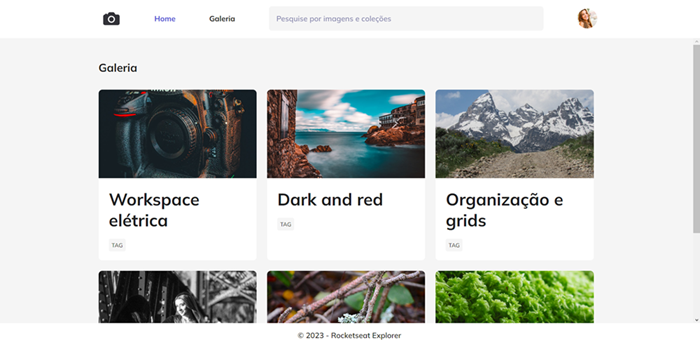 Home
Galeria
Pesquise por imagens e coleções
Galeria
Workspace
elétrica
TAG
Dark and red
TAG
Organização e
grids
TAG
© 2023 - Rocketseat Explorer